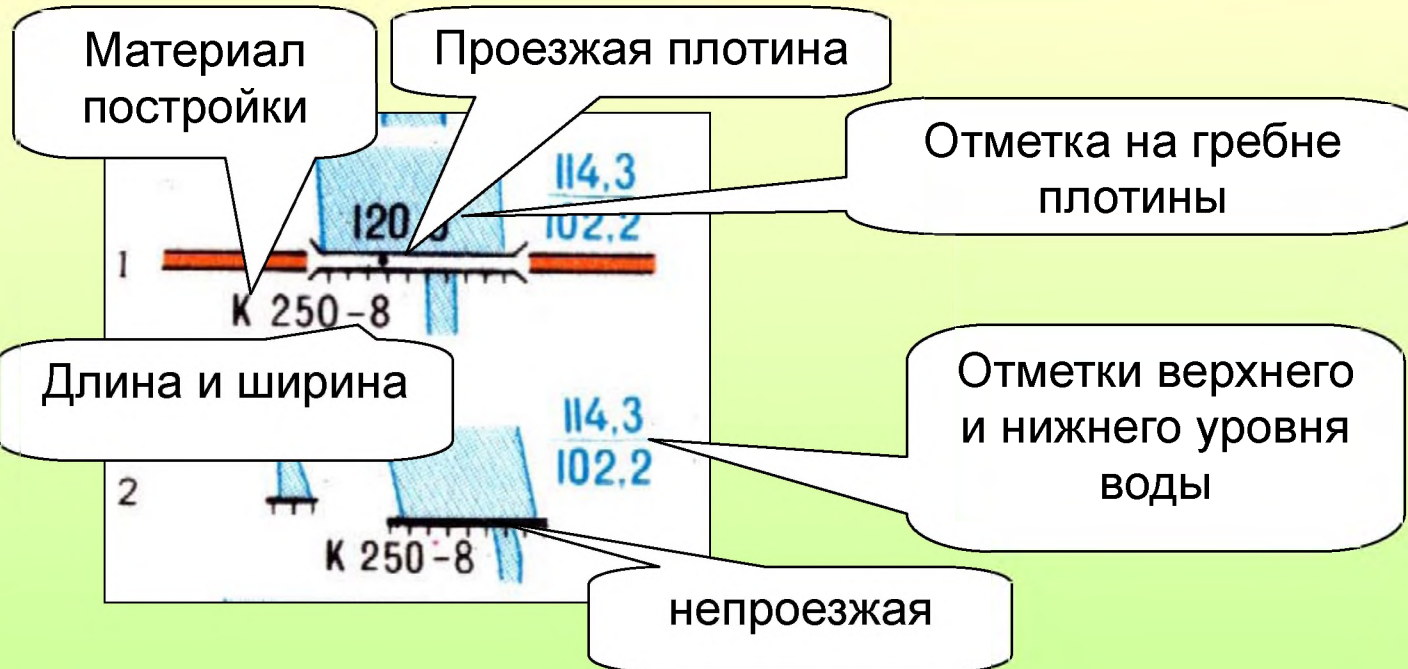 Материал
постройки
Проезжая плотина
Отметка на гребне
плотины
114,3
102,2
120
1
К 250-8
Длина и ширина
Отметки верхнего
и нижнего уровня
воды
114,3
102,2
2
К 250-8
непроезжая